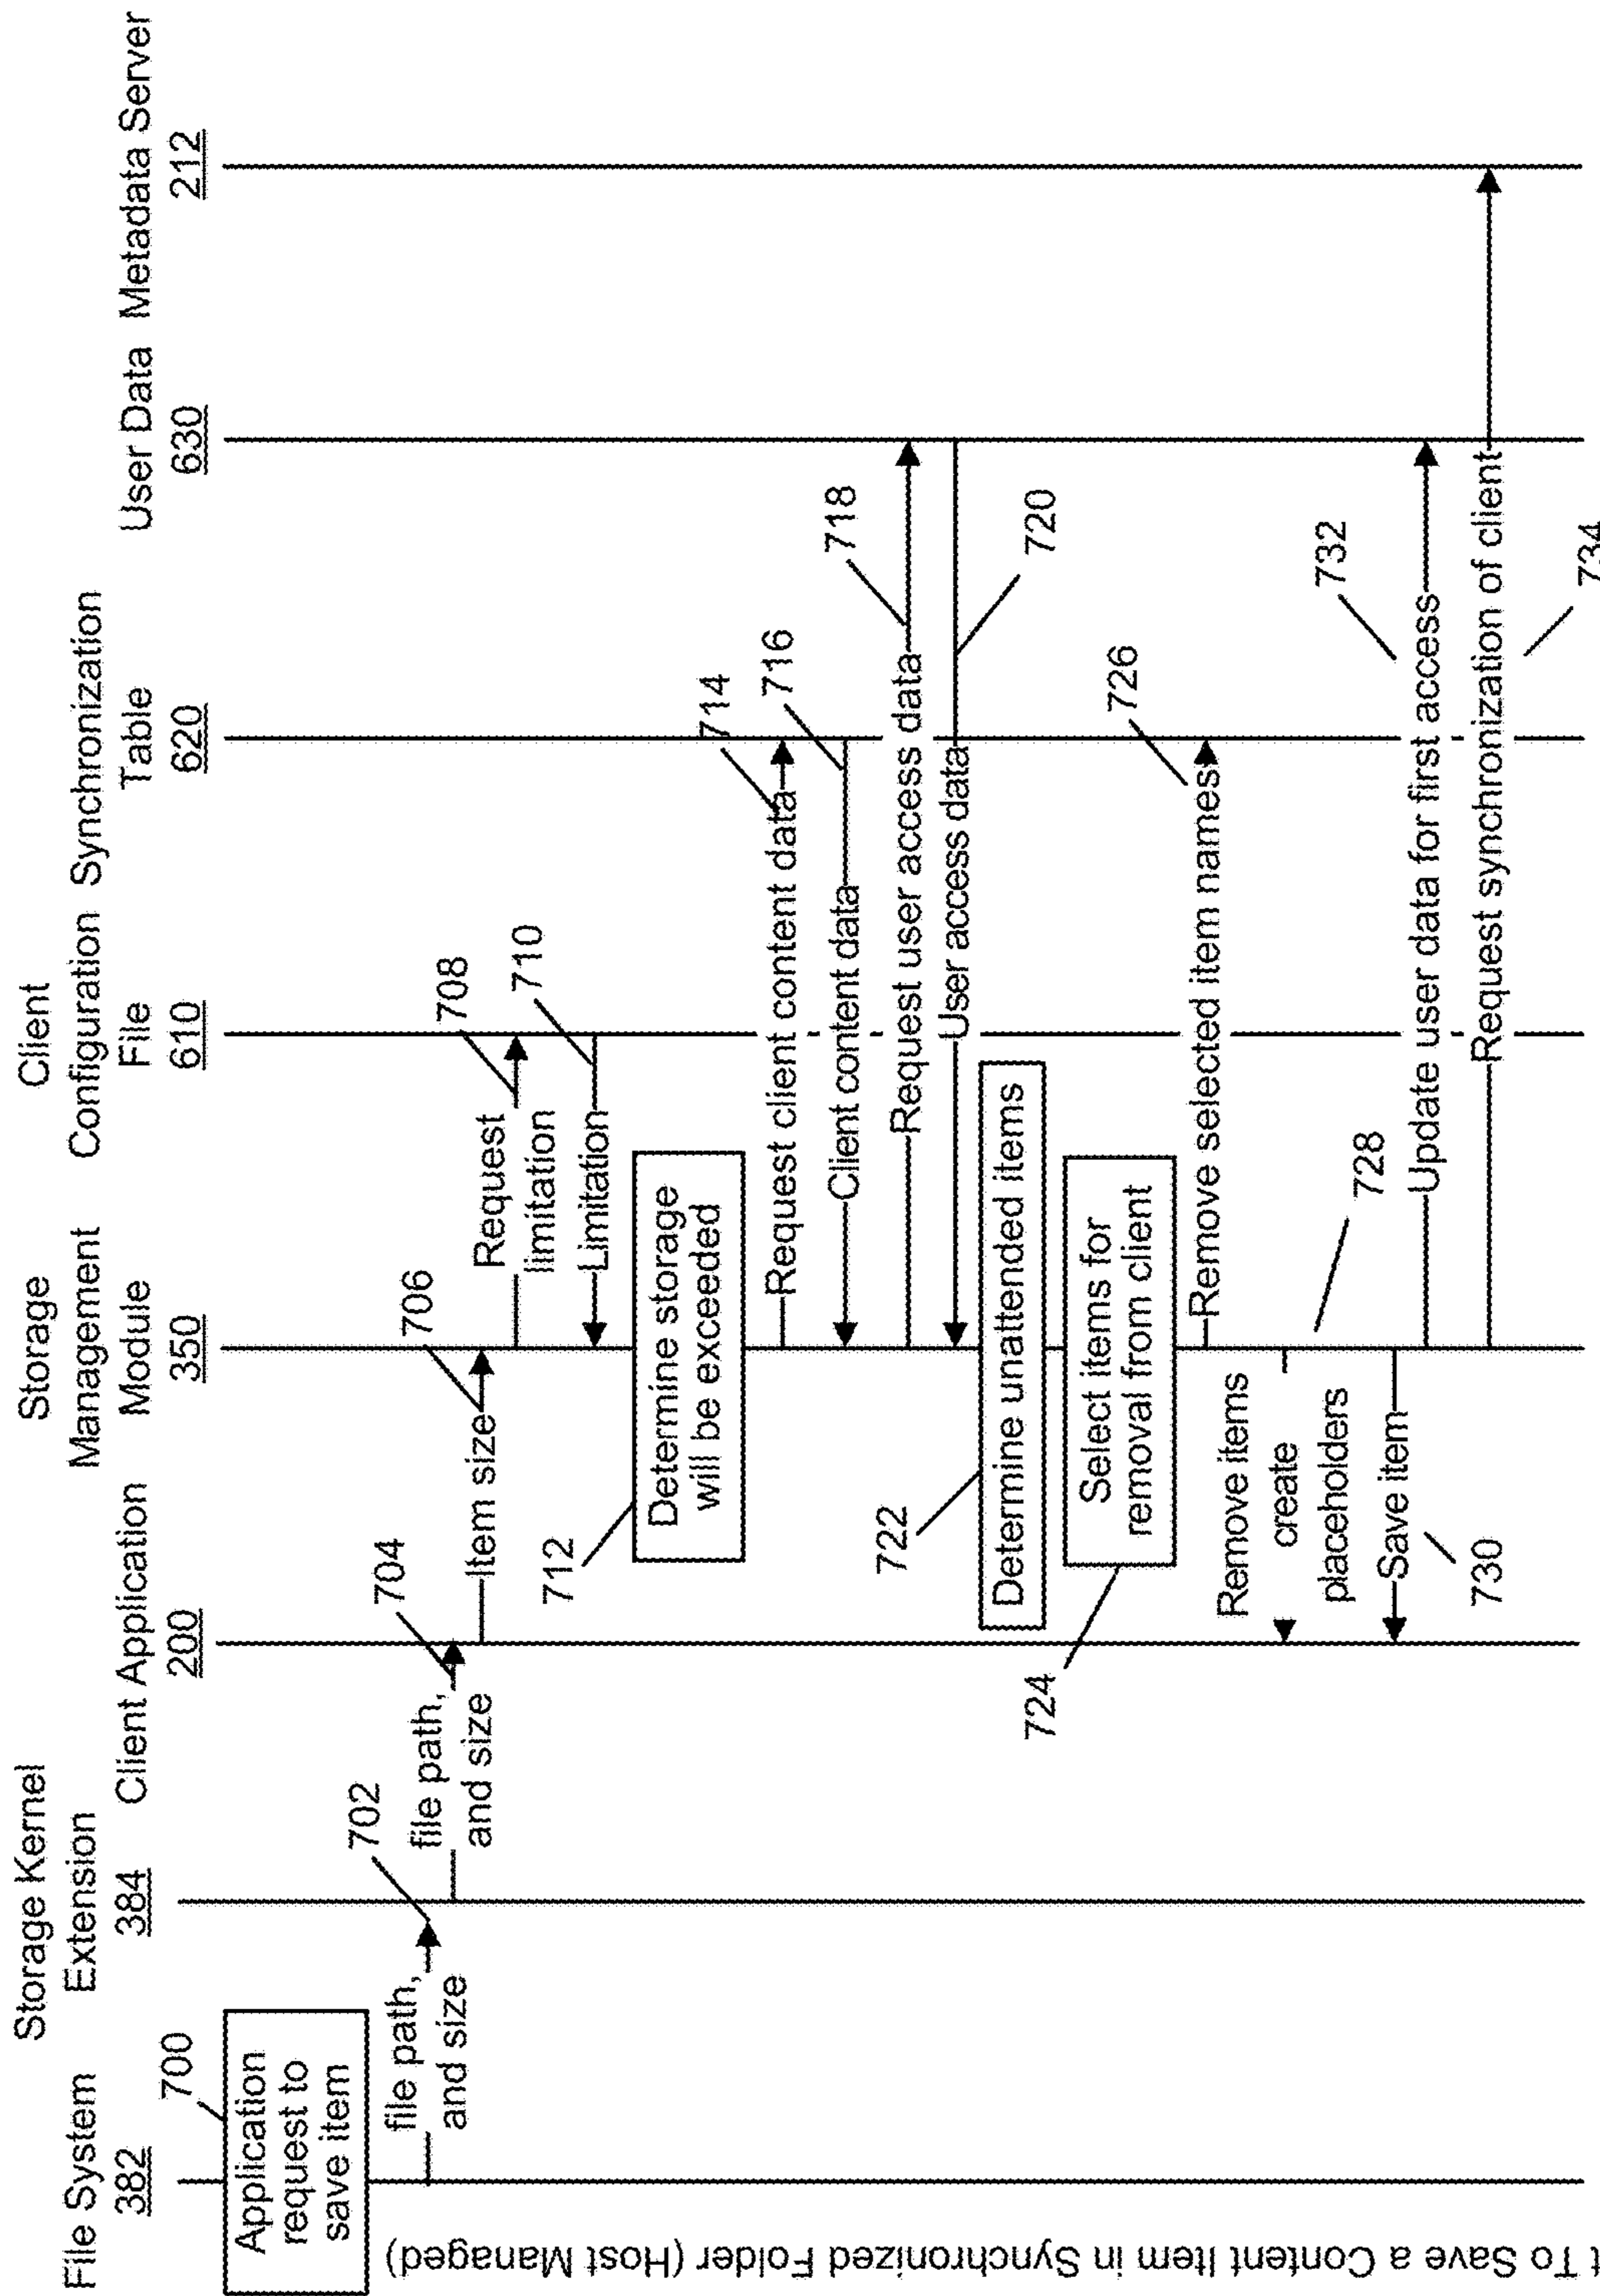 File System
382
Storage Kernel
Extension
384
Client Application
200
Storage
Management
Module
350
Client
Configuration
File
610
Synchronization
Table
620
User Data
630
Metadata Server
212
700
Application
request to
save item
file path,
and size
702
file path,
and size
704
Item size
706
Request
limitation
708
Limitation
710
712
Determine storage
will be exceeded
Request client content data
714
Client content data
716
Request user access data
718
User access data
720
722
Determine unattended items
724
Select items for
removal from client
Remove selected item names
726
Remove items
create
placeholders
728
Save item
730
Update user data for first access
732
Request synchronization of client
734
t To Save a Content Item in Synchronized Folder (Host Managed)